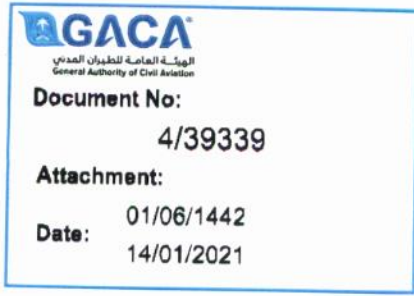 GACA
الهيئة العامة للطيران المدني
General Authority of Civil Aviation
Document No:
4/39339
Attachment:
01/06/1442
Date:
14/01/2021